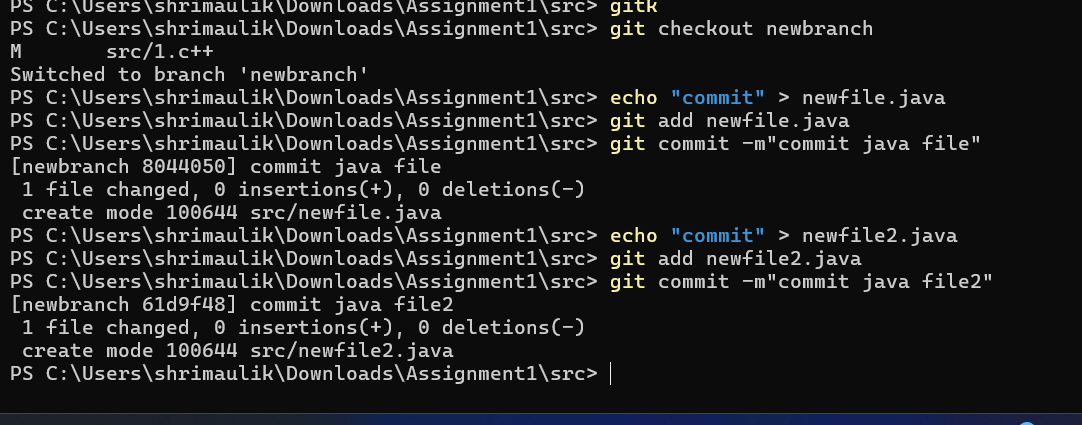 PS C:\Users\shrimaulik\Downloads\Assignment1\src> gitk
PS C:\Users\shrimaulik\Downloads\Assignment1\src> git checkout newbranch
M       src/1.c++
Switched to branch 'newbranch'
PS C:\Users\shrimaulik\Downloads\Assignment1\src> echo "commit" > newfile.java
PS C:\Users\shrimaulik\Downloads\Assignment1\src> git add newfile.java
PS C:\Users\shrimaulik\Downloads\Assignment1\src> git commit -m"commit java file"
[newbranch 8044050] commit java file
 1 file changed, 0 insertions(+), 0 deletions(-)
 create mode 100644 src/newfile.java
PS C:\Users\shrimaulik\Downloads\Assignment1\src> echo "commit" > newfile2.java
PS C:\Users\shrimaulik\Downloads\Assignment1\src> git add newfile2.java
PS C:\Users\shrimaulik\Downloads\Assignment1\src> git commit -m"commit java file2"
[newbranch 61d9f48] commit java file2
 1 file changed, 0 insertions(+), 0 deletions(-)
 create mode 100644 src/newfile2.java
PS C:\Users\shrimaulik\Downloads\Assignment1\src>